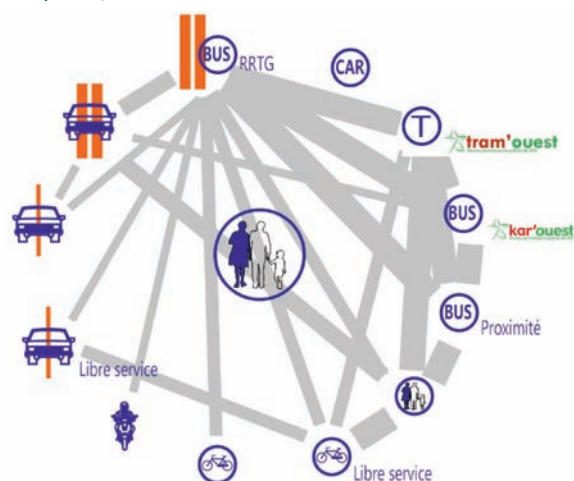 BUS
RRTG
CAR
T
tram'ouest
BUS
kar'ouest
BUS
Proximité
Libre service
Libre service